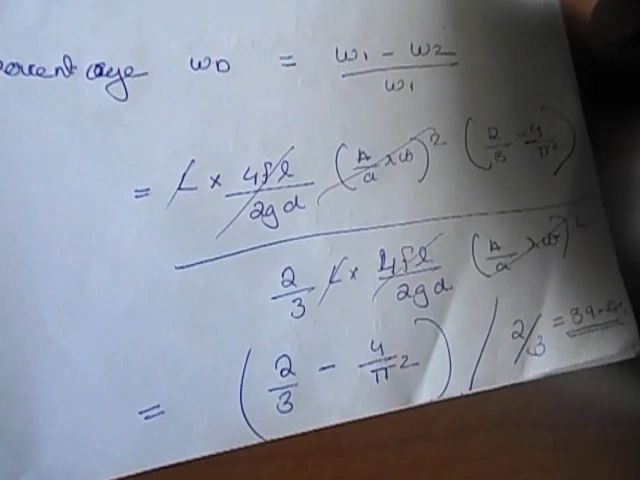 percentage WD = W1 - W2 / W1
= L × 4fl/2gd (A/a × ω)² (2/3 - 4/π²)
2/3 L × 4fl/2gd (A/a × ω)²
= (2/3 - 4/π²) / 2/3 = 39.2%